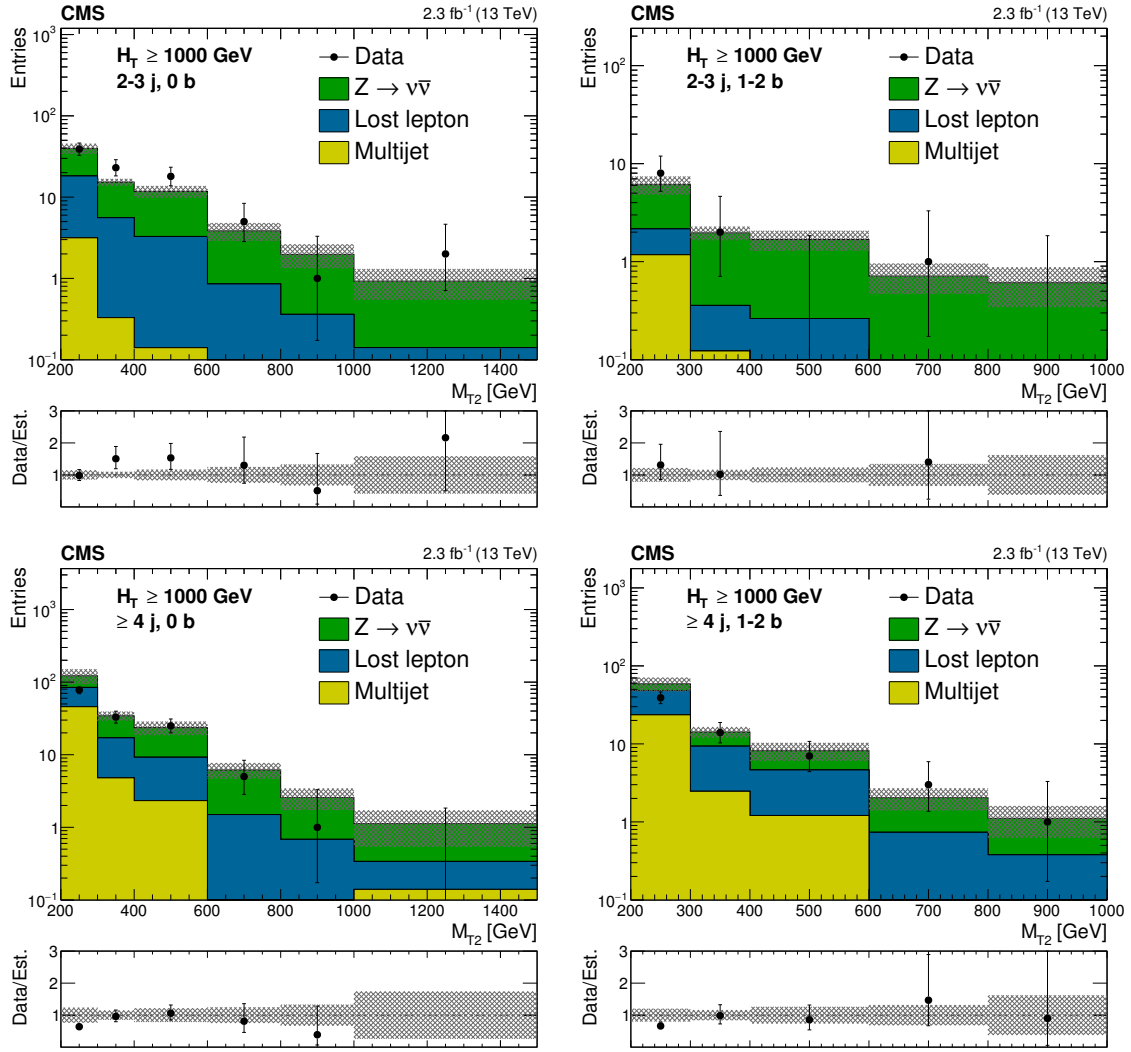 CMS 2.3 fb⁻¹ (13 TeV)
Entries
10³
10²
10
1
10⁻¹
H_T ≥ 1000 GeV
2-3 j, 0 b
Data
Z → νν̅
Lost lepton
Multijet
200 400 600 800 1000 1200 1400
M_T2 [GeV]
Data/Est.
3
2
1
CMS 2.3 fb⁻¹ (13 TeV)
Entries
10²
10
1
10⁻¹
H_T ≥ 1000 GeV
2-3 j, 1-2 b
Data
Z → νν̅
Lost lepton
Multijet
200 300 400 500 600 700 800 900 1000
M_T2 [GeV]
Data/Est.
3
2
1
CMS 2.3 fb⁻¹ (13 TeV)
Entries
10³
10²
10
1
10⁻¹
H_T ≥ 1000 GeV
≥ 4 j, 0 b
Data
Z → νν̅
Lost lepton
Multijet
200 400 600 800 1000 1200 1400
M_T2 [GeV]
Data/Est.
3
2
1
CMS 2.3 fb⁻¹ (13 TeV)
Entries
10³
10²
10
1
10⁻¹
H_T ≥ 1000 GeV
≥ 4 j, 1-2 b
Data
Z → νν̅
Lost lepton
Multijet
200 300 400 500 600 700 800 900 1000
M_T2 [GeV]
Data/Est.
3
2
1